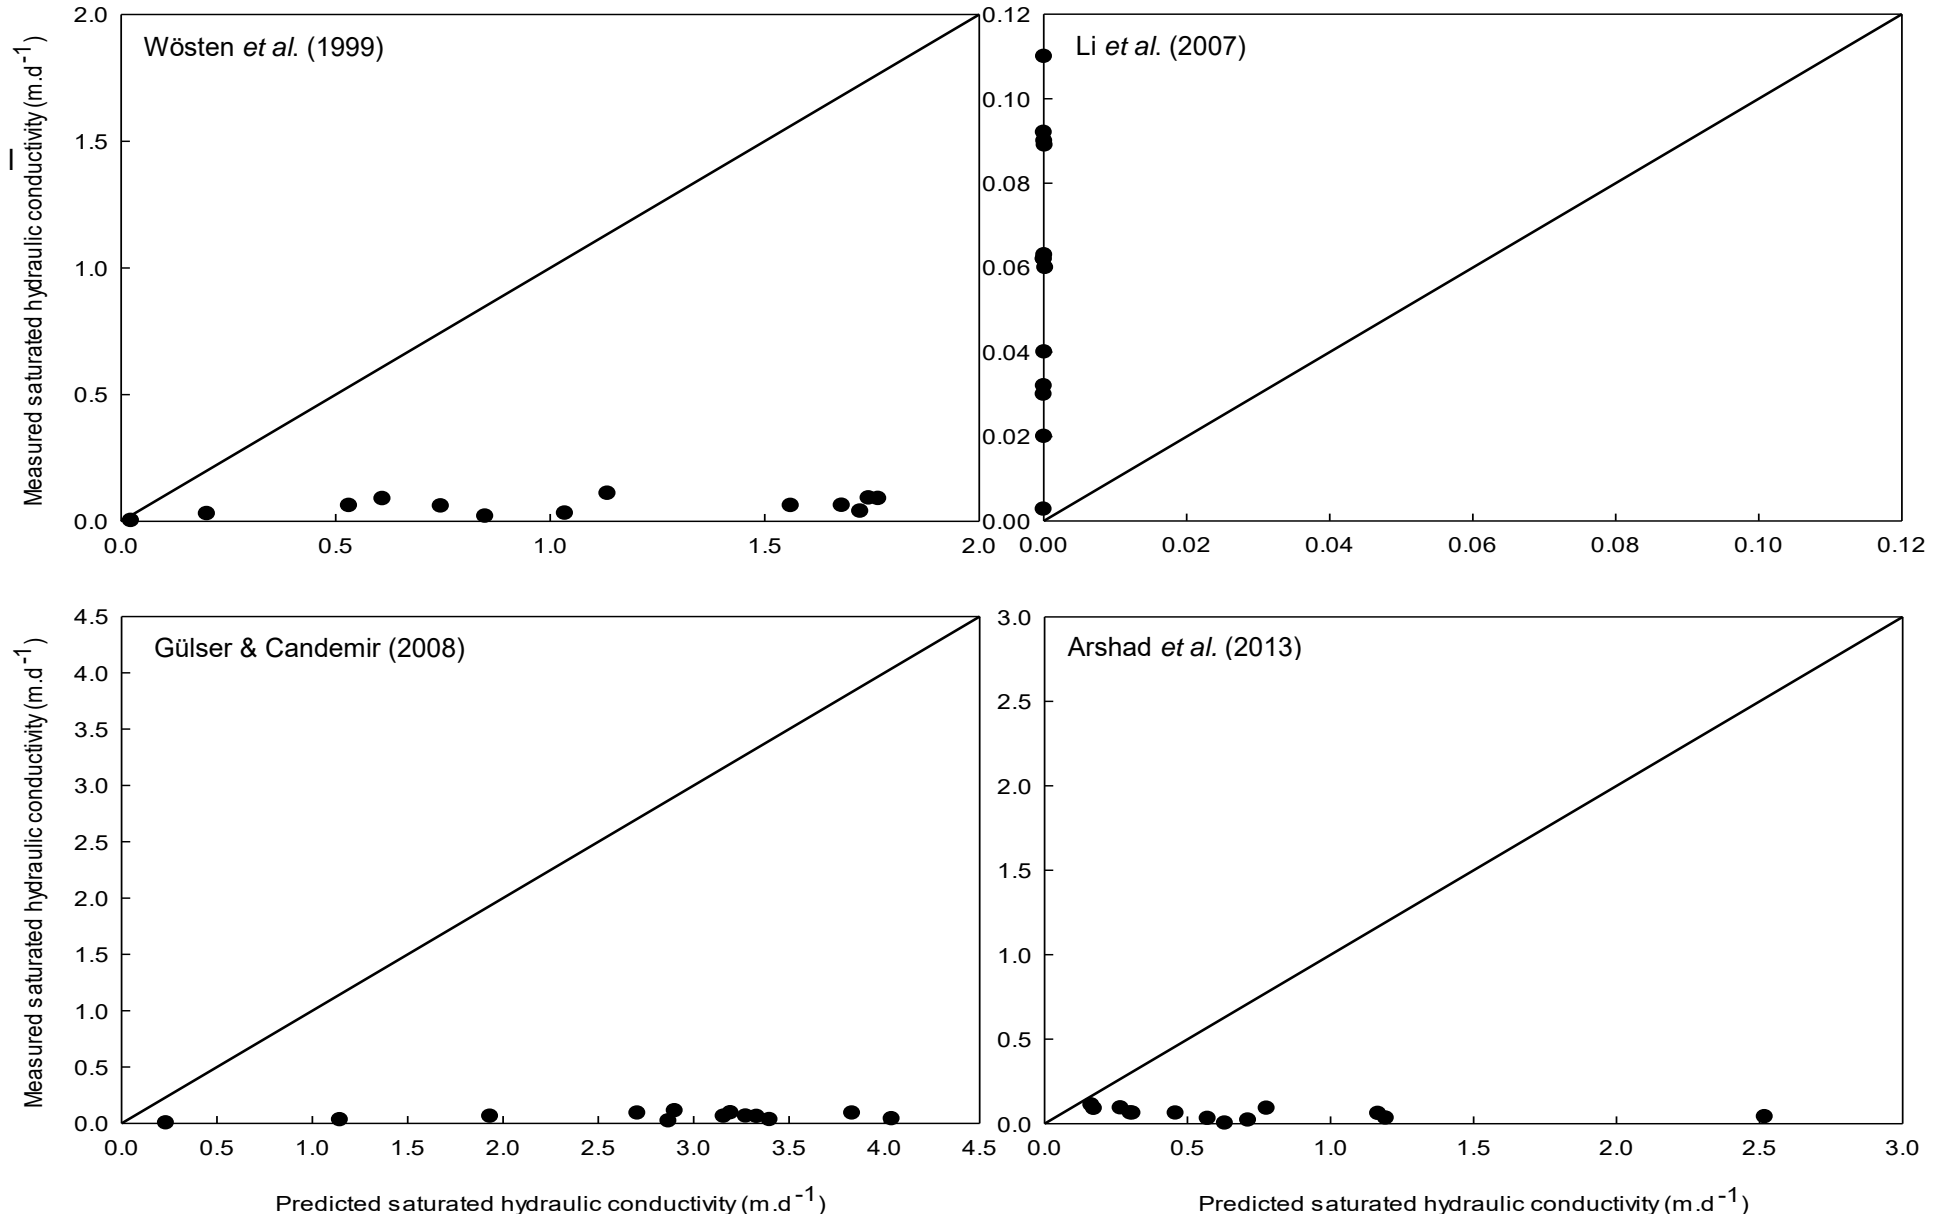 Wösten et al. (1999)
Measured saturated hydraulic conductivity (m.d-1)
2.0
1.5
1.0
0.5
0.0
0.0 0.5 1.0 1.5 2.0
Li et al. (2007)
0.12
0.10
0.08
0.06
0.04
0.02
0.00
0.00 0.02 0.04 0.06 0.08 0.10 0.12
Gülser & Candemir (2008)
Measured saturated hydraulic conductivity (m.d-1)
4.5
4.0
3.5
3.0
2.5
2.0
1.5
1.0
0.5
0.0
0.0 0.5 1.0 1.5 2.0 2.5 3.0 3.5 4.0 4.5
Predicted saturated hydraulic conductivity (m.d-1)
Arshad et al. (2013)
3.0
2.5
2.0
1.5
1.0
0.5
0.0
0.0 0.5 1.0 1.5 2.0 2.5 3.0
Predicted saturated hydraulic conductivity (m.d-1)